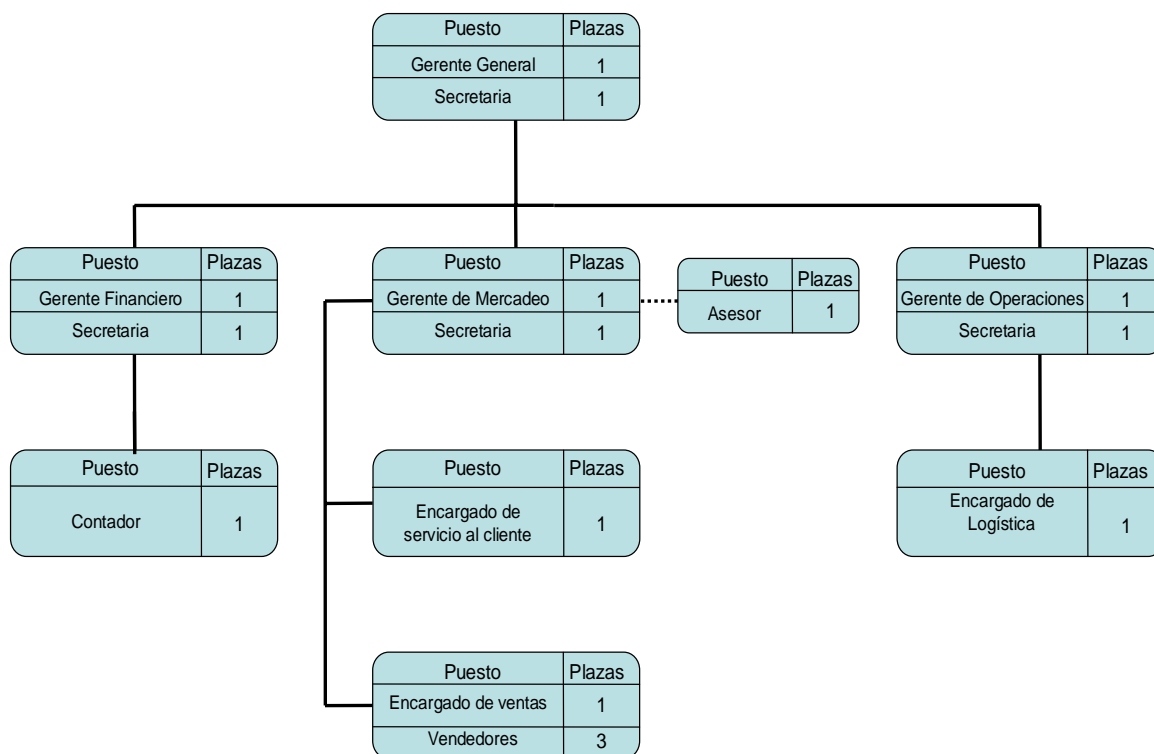 Puesto Plazas
Gerente General 1
Secretaria 1
Puesto Plazas
Gerente Financiero 1
Secretaria 1
Puesto Plazas
Gerente de Mercadeo 1
Secretaria 1
Puesto Plazas
Asesor 1
Puesto Plazas
Gerente de Operaciones 1
Secretaria 1
Puesto Plazas
Contador 1
Puesto Plazas
Encargado de
servicio al cliente 1
Puesto Plazas
Encargado de
Logística 1
Puesto Plazas
Encargado de ventas 1
Vendedores 3